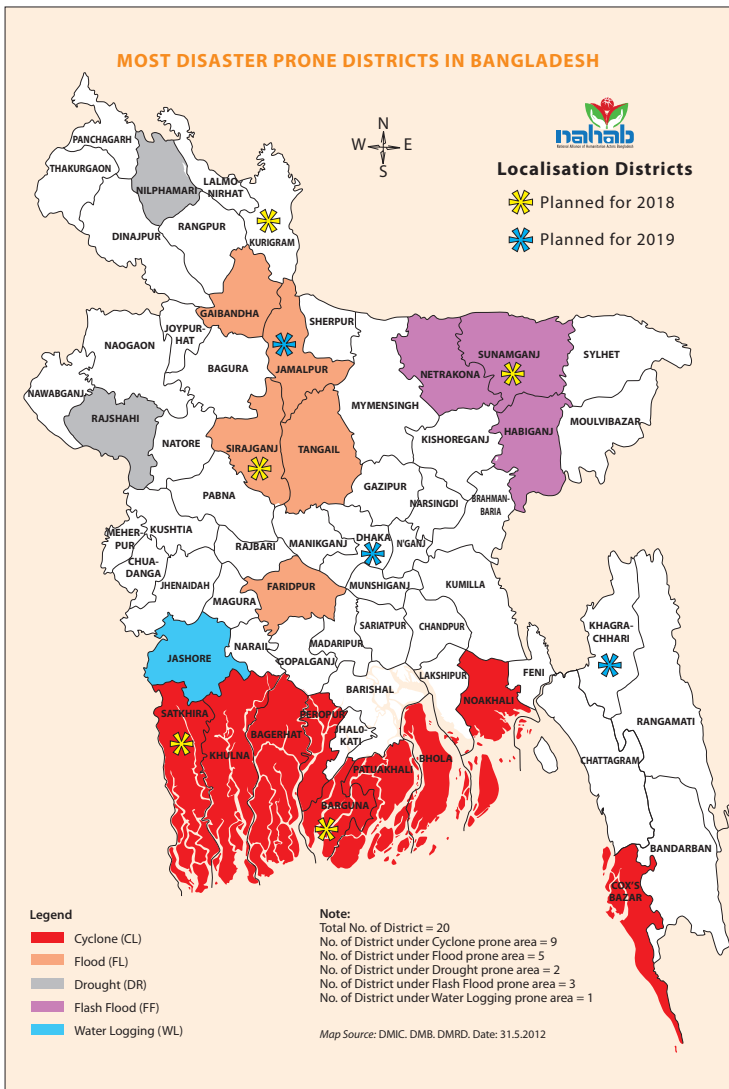 MOST DISASTER PRONE DISTRICTS IN BANGLADESH
N
W E
S
nahab
National Alliance of Humanitarian Actors, Bangladesh
Localisation Districts
Planned for 2018
Planned for 2019
PANCHAGARH
THAKURGAON
NILPHAMARI
LALMO-
NIRHAT
DINAJPUR
RANGPUR
KURIGRAM
GAIBANDHA
JOYPUR-
HAT
NAOGAON
BAGURA
SHERPUR
JAMALPUR
NETRAKONA
SUNAMGANJ
SYLHET
NAWABGANJ
RAJSHAHI
NATORE
SIRAJGANJ
TANGAIL
MYMENSINGH
KISHOREGANJ
HABIGANJ
MOULVIBAZAR
PABNA
GAZIPUR
NARSINGDI
BRAHMAN-
BARIA
MEHER-
PUR
KUSHTIA
CHUA-
DANGA
RAJBARI
MANIKGANJ
DHAKA
N'GANJ
JHENAIDAH
MAGURA
FARIDPUR
MUNSHIGANJ
KUMILLA
JASHORE
NARAIL
GOPALGANJ
MADARIPUR
SARIATPUR
CHANDPUR
LAKSHIPUR
NOAKHALI
FENI
KHAGRA-
CHHARI
RANGAMATI
SATKHIRA
KHULNA
BAGERHAT
PEROJPUR
BARISHAL
JHALO
KATI
PATUAKHALI
BHOLA
BARGUNA
CHATTAGRAM
BANDARBAN
COX'S
BAZAR
Legend
Cyclone (CL)
Flood (FL)
Drought (DR)
Flash Flood (FF)
Water Logging (WL)
Note:
Total No. of District = 20
No. of District under Cyclone prone area = 9
No. of District under Flood prone area = 5
No. of District under Drought prone area = 2
No. of District under Flash Flood prone area = 3
No. of District under Water Logging prone area = 1
Map Source: DMIC. DMB. DMRD. Date: 31.5.2012